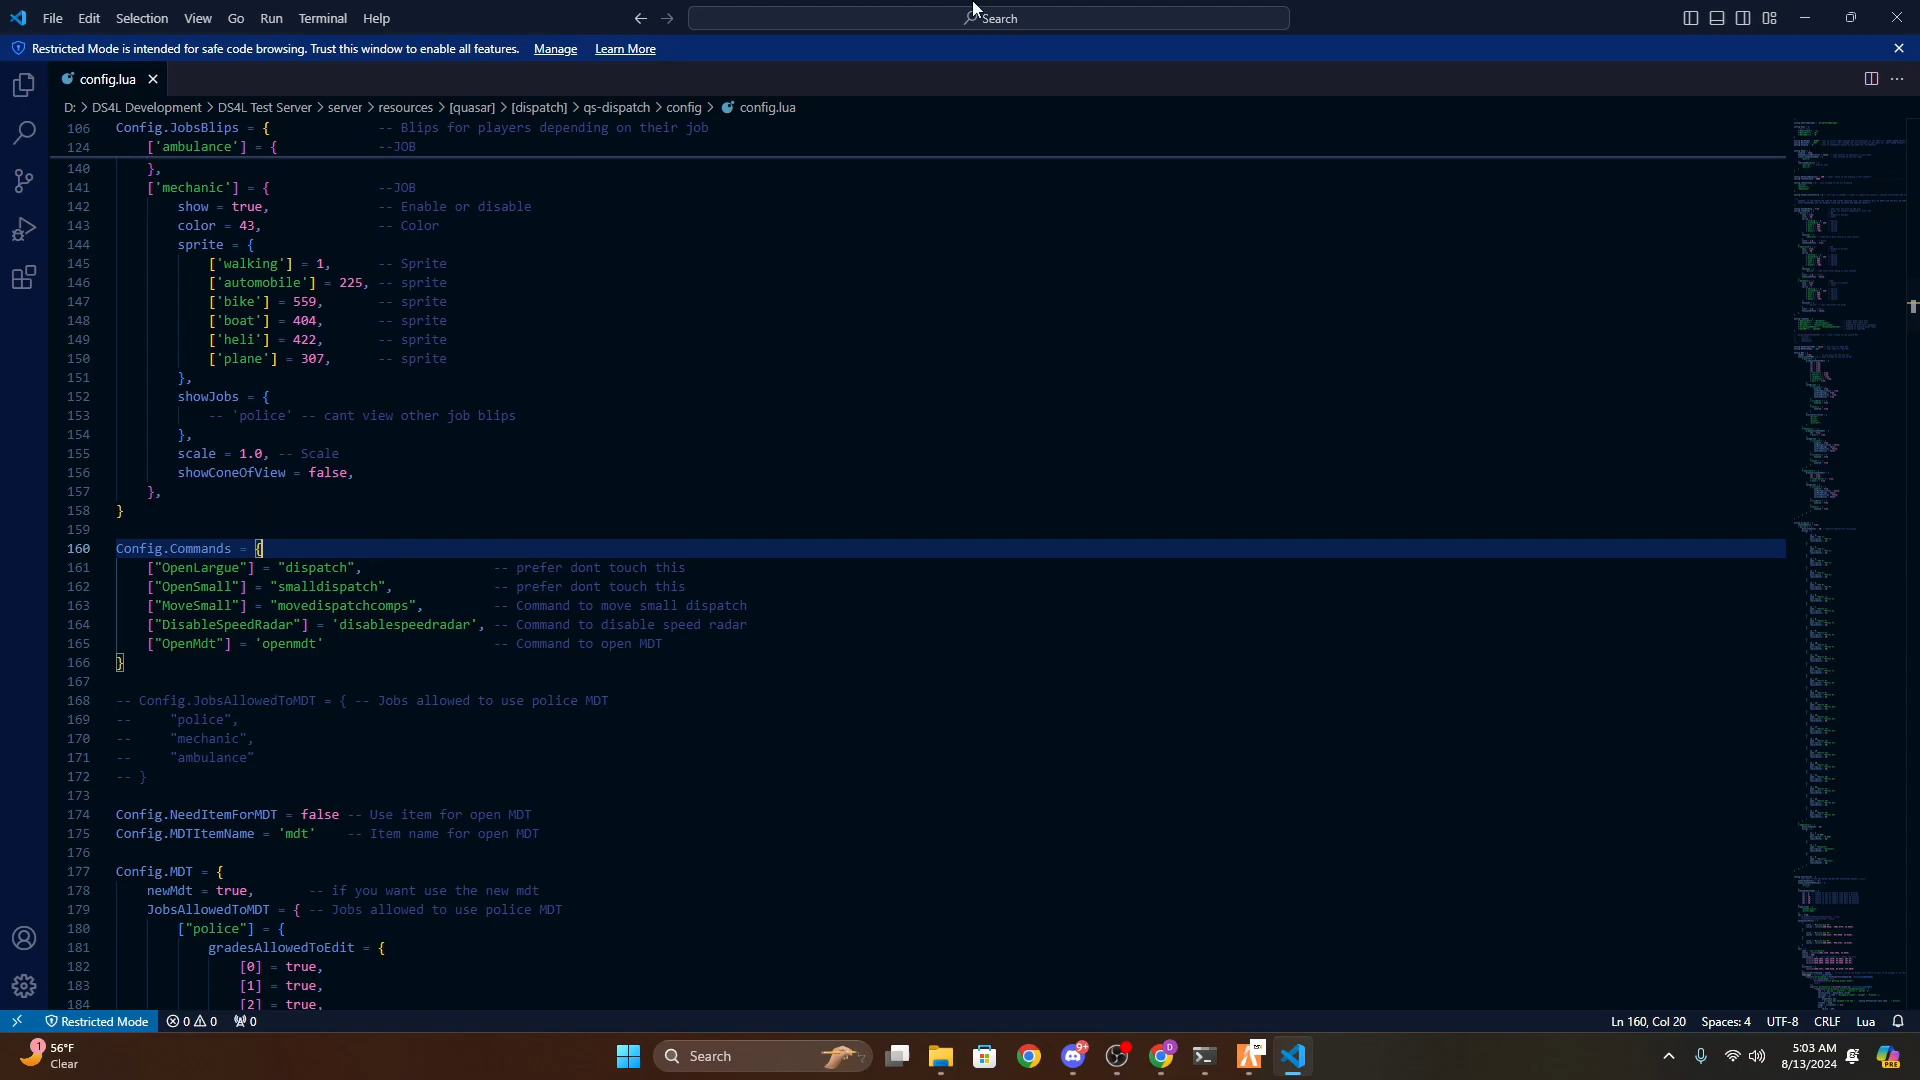 File Edit Selection View Go Run Terminal Help
Search
Restricted Mode is intended for safe code browsing. Trust this window to enable all features. Manage Learn More
config.lua
D: > DS4L Development > DS4L Test Server > server > resources > [quasar] > [dispatch] > qs-dispatch > config > config.lua
106 Config.JobsBlips = { -- Blips for players depending on their job
124 ['ambulance'] = { --JOB
140 },
141 ['mechanic'] = { --JOB
142 show = true, -- Enable or disable
143 color = 43, -- Color
144 sprite = {
145 ['walking'] = 1, -- Sprite
146 ['automobile'] = 225, -- sprite
147 ['bike'] = 559, -- sprite
148 ['boat'] = 404, -- sprite
149 ['heli'] = 422, -- sprite
150 ['plane'] = 307, -- sprite
151 },
152 showJobs = {
153 -- 'police' -- cant view other job blips
154 },
155 scale = 1.0, -- Scale
156 showConeOfView = false,
157 },
158 }
159
160 Config.Commands = {
161 ["OpenLargue"] = "dispatch", -- prefer dont touch this
162 ["OpenSmall"] = "smalldispatch", -- prefer dont touch this
163 ["MoveSmall"] = "movedispatchcomps", -- Command to move small dispatch
164 ["DisableSpeedRadar"] = 'disablespeedradar', -- Command to disable speed radar
165 ["OpenMdt"] = 'openmdt' -- Command to open MDT
166 }
167
168 -- Config.JobsAllowedToMDT = { -- Jobs allowed to use police MDT
169 -- "police",
170 -- "mechanic",
171 -- "ambulance"
172 -- }
173
174 Config.NeedItemForMDT = false -- Use item for open MDT
175 Config.MDTItemName = 'mdt' -- Item name for open MDT
176
177 Config.MDT = {
178 newMdt = true, -- if you want use the new mdt
179 JobsAllowedToMDT = { -- Jobs allowed to use police MDT
180 ["police"] = {
181 gradesAllowedToEdit = {
182 [0] = true,
183 [1] = true,
184 [2] = true,
Restricted Mode 0 0 0 Ln 160, Col 20 Spaces: 4 UTF-8 CRLF Lua
1 56°F
Clear
Search
9+
D
5:03 AM
8/13/2024
PRE